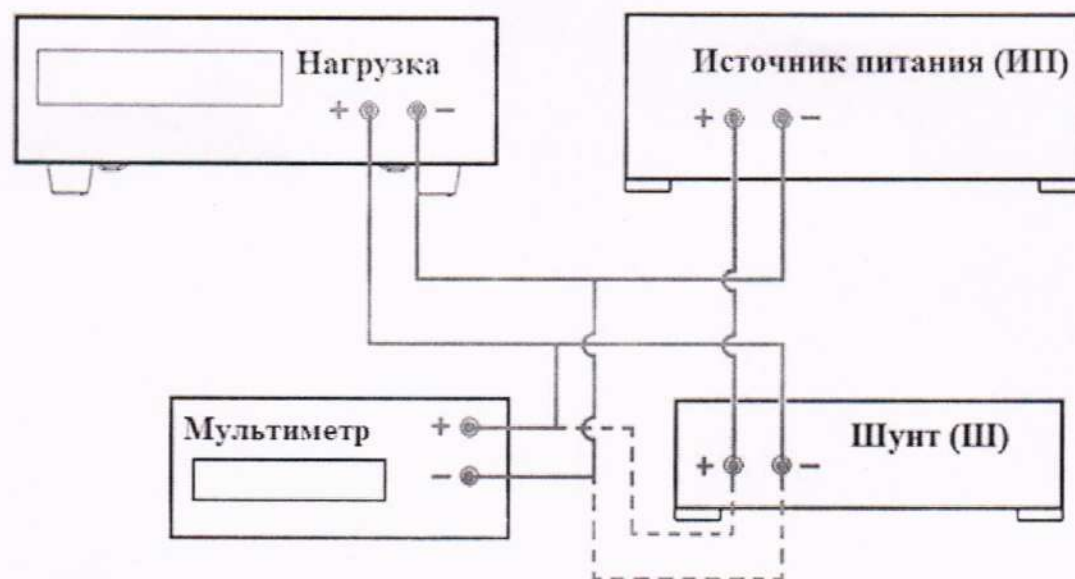 Нагрузка
+ −
Источник питания (ИП)
+ −
Мультиметр
+
−
Шунт (Ш)
+ −